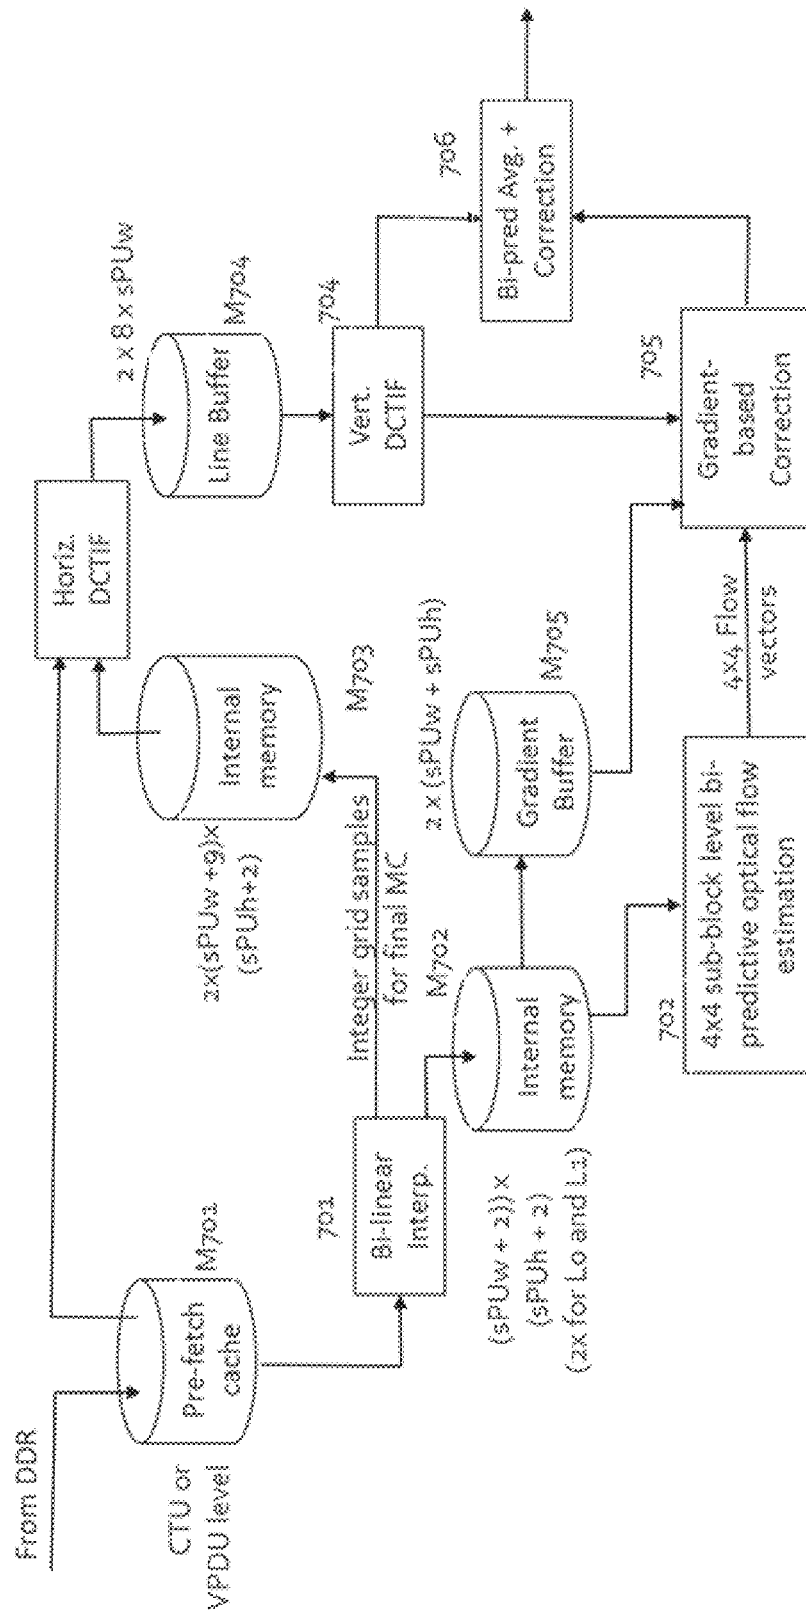 From DDR
CTU or
VPDU level
Pre-fetch
cache
M701
701
Bi-linear
Interp.
Integer grid samples
for final MC
2x(sPUw +9)x
(sPUh+2)
Internal
memory
M703
Horiz.
DCTIF
2 x 8 x sPUw
Line Buffer
M704
704
Vert.
DCTIF
706
Bi-pred Avg. +
Correction
(sPUw + 2)) x
(sPUh + 2)
(2x for L0 and L1)
M702
Internal
memory
2 x (sPUw + sPUh)
Gradient
Buffer
M705
702
4x4 sub-block level bi-
predictive optical flow
estimation
4x4 Flow
vectors
705
Gradient-
based
Correction